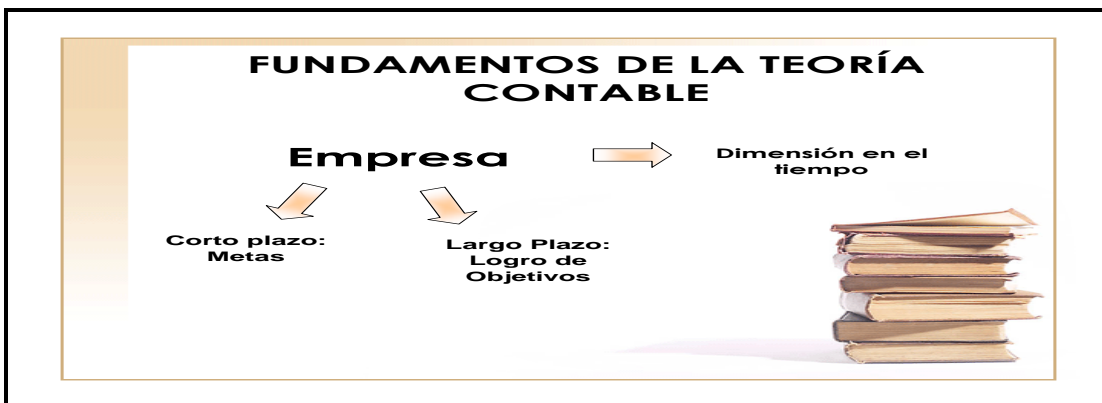 FUNDAMENTOS DE LA TEORÍA
CONTABLE
Empresa
Dimensión en el
tiempo
Corto plazo:
Metas
Largo Plazo:
Logro de
Objetivos